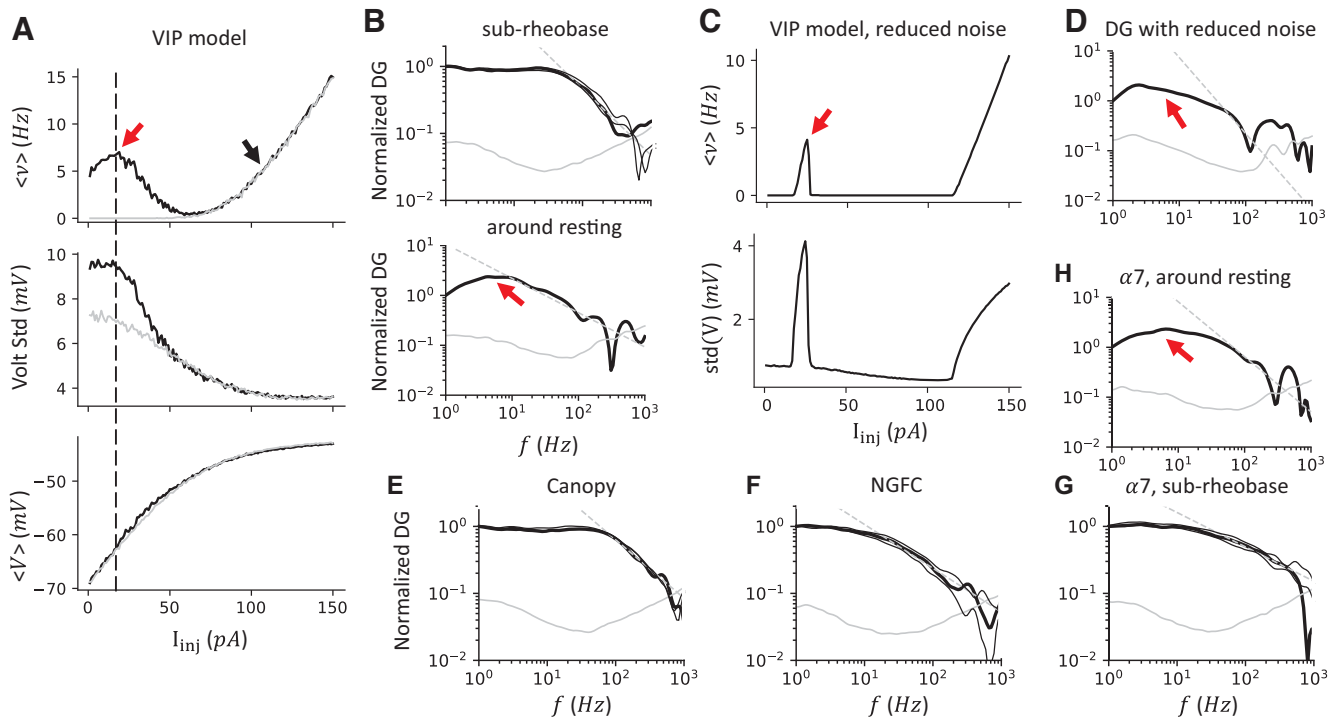 A
VIP model
<ν> (Hz)
15
10
5
0
Volt Std (mV)
10
8
6
4
<V> (mV)
−50
−60
−70
0
50
100
150
I_inj (pA)
B
sub-rheobase
Normalized DG
10^0
10^-1
10^-2
around resting
Normalized DG
10^1
10^0
10^-1
10^-2
10^0
10^1
10^2
10^3
f (Hz)
C
VIP model, reduced noise
<ν> (Hz)
10
5
0
std(V) (mV)
4
2
0
50
100
150
I_inj (pA)
D
DG with reduced noise
10^1
10^0
10^-1
10^-2
10^0
10^1
10^2
10^3
H
α7, around resting
10^1
10^0
10^-1
10^-2
10^0
10^1
10^2
10^3
E
Canopy
Normalized DG
10^0
10^-1
10^-2
10^0
10^1
10^2
10^3
f (Hz)
F
NGFC
10^0
10^-1
10^-2
10^0
10^1
10^2
10^3
f (Hz)
G
α7, sub-rheobase
10^0
10^-1
10^-2
10^0
10^1
10^2
10^3
f (Hz)